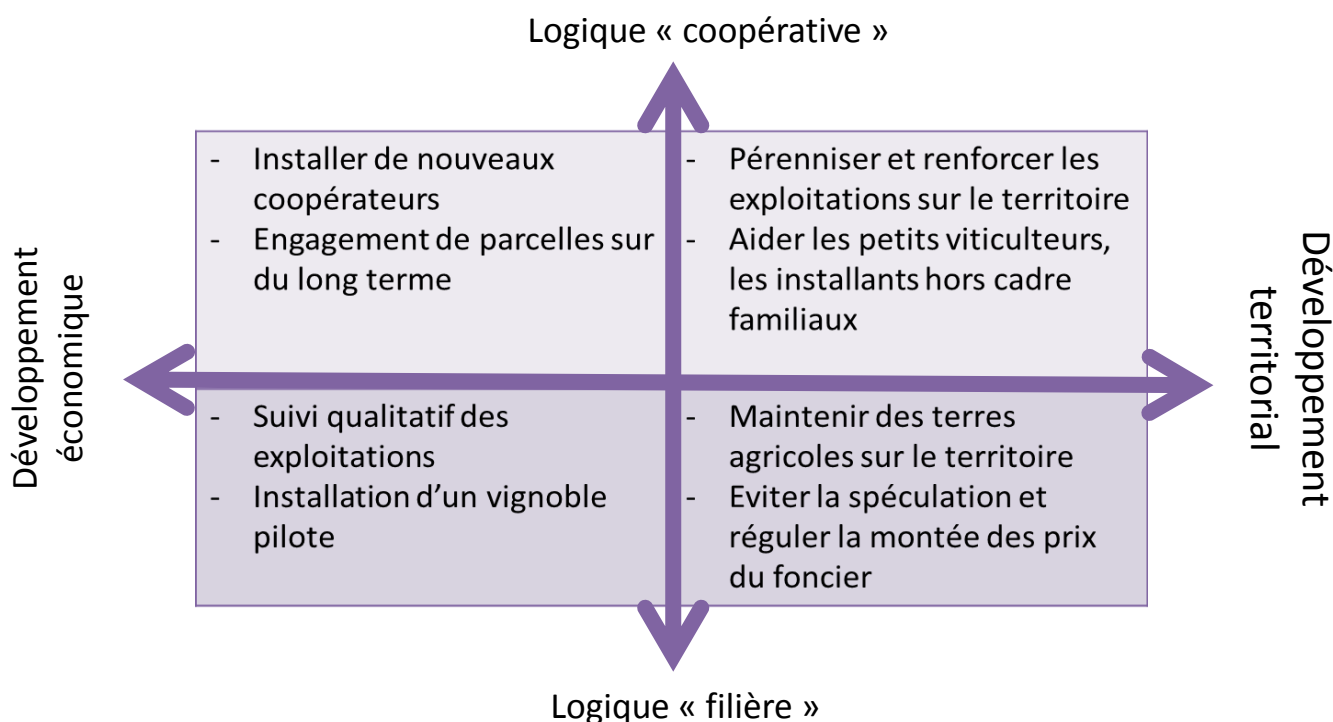 Logique « coopérative »
- Installer de nouveaux
coopérateurs
- Engagement de parcelles sur
du long terme
- Pérenniser et renforcer les
exploitations sur le territoire
- Aider les petits viticulteurs,
les installants hors cadre
familiaux
Développement
économique
Développement
territorial
- Suivi qualitatif des
exploitations
- Installation d’un vignoble
pilote
- Maintenir des terres
agricoles sur le territoire
- Eviter la spéculation et
réguler la montée des prix
du foncier
Logique « filière »